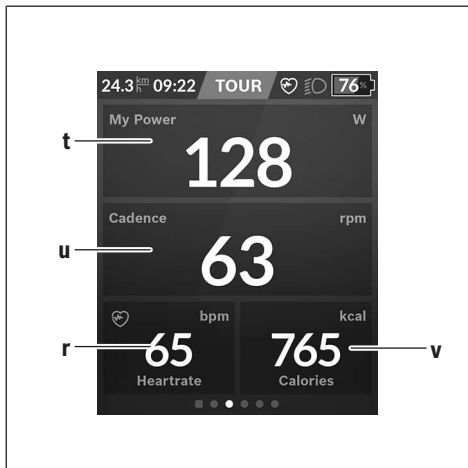 24.3 km/h 09:22 TOUR 76%
My Power W
t
128
Cadence rpm
u
63
bpm kcal
r 65 765 v
Heartrate Calories